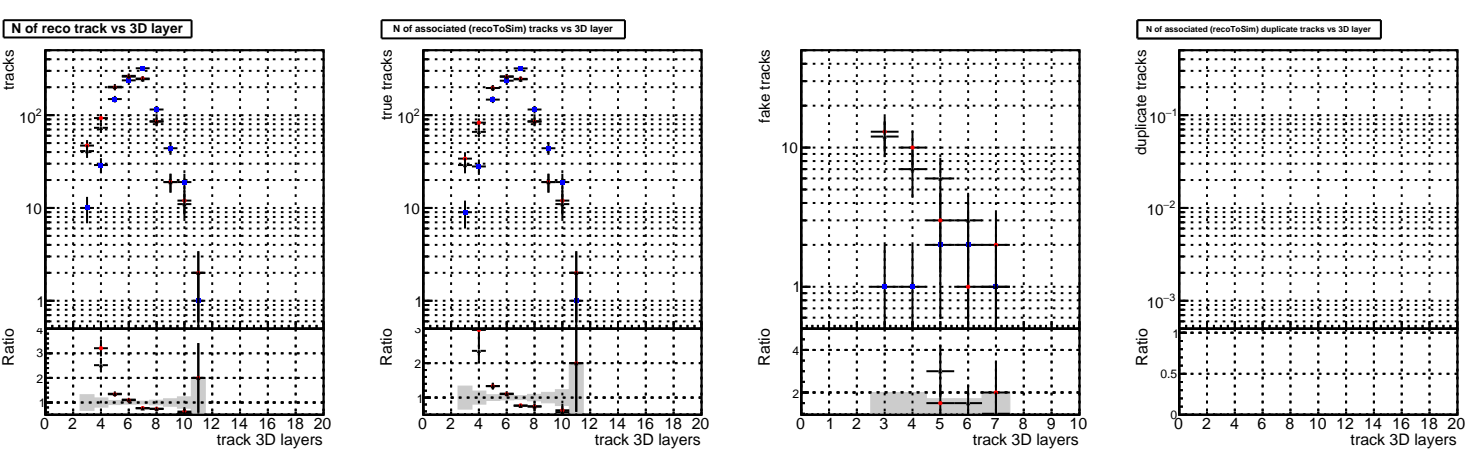 N of reco track vs 3D layer
tracks
10²
10
1
Ratio
4
3
2
1
0 2 4 6 8 10 12 14 16 18 20
track 3D layers
N of associated (recoToSim) tracks vs 3D layer
true tracks
10²
10
1
Ratio
3
2
1
0 2 4 6 8 10 12 14 16 18 20
track 3D layers
fake tracks
10
1
Ratio
4
2
0 1 2 3 4 5 6 7 8 9 10
track 3D layers
N of associated (recoToSim) duplicate tracks vs 3D layer
duplicate tracks
10⁻¹
10⁻²
10⁻³
Ratio
1
0.5
0
0 2 4 6 8 10 12 14 16 18 20
track 3D layers